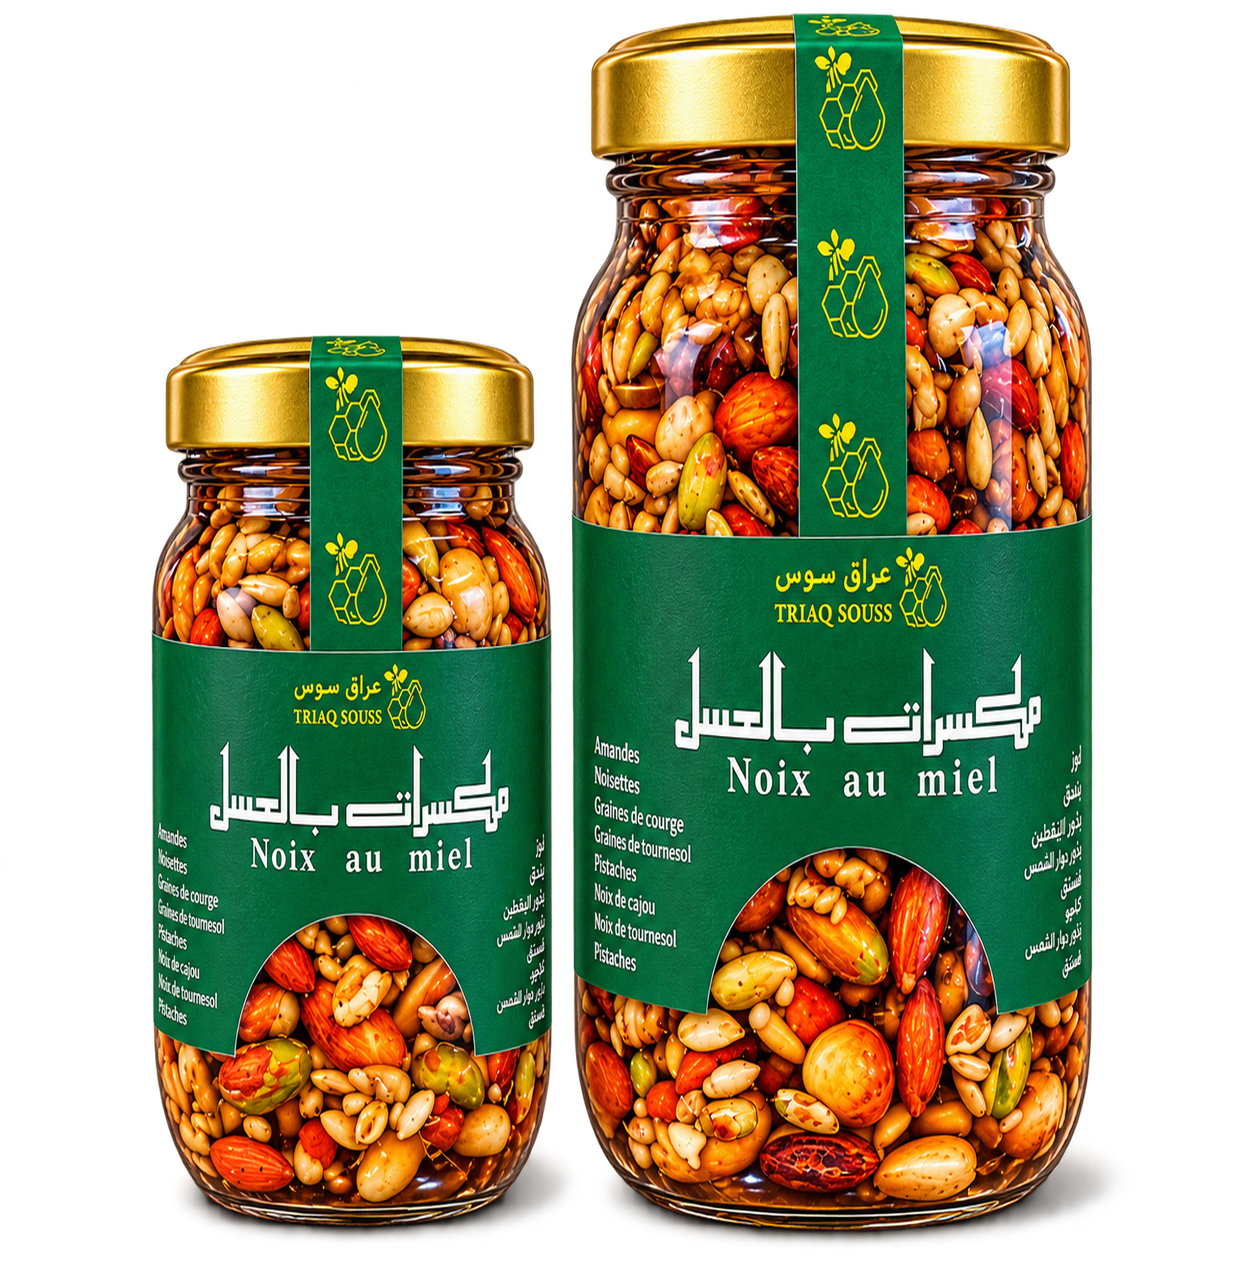 عراق سوس
TRIAQ SOUSS
مكسرات بالعسل
Noix au miel
Amandes
Noisettes
Graines de courge
Graines de tournesol
Pistaches
Noix de cajou
Noix de tournesol
Pistaches
لوز
بندق
بذور اليقطين
بذور دوار الشمس
فستق
كاجو
بذور دوار الشمس
فستق
عراق سوس
TRIAQ SOUSS
مكسرات بالعسل
Noix au miel
Amandes
Noisettes
Graines de courge
Graines de tournesol
Pistaches
Noix de cajou
Noix de tournesol
Pistaches
لوز
بندق
بذور اليقطين
بذور دوار الشمس
فستق
كاجو
بذور دوار الشمس
فستق